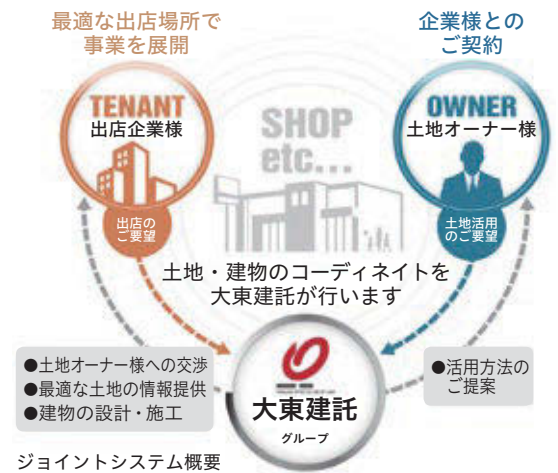 最適な出店場所で
事業を展開
企業様との
ご契約
TENANT
出店企業様
SHOP
etc...
OWNER
土地オーナー様
出店の
ご要望
土地活用
のご要望
土地・建物のコーディネイトを
大東建託が行います
●土地オーナー様への交渉
●最適な土地の情報提供
●建物の設計・施工
●活用方法の
ご提案
大東建託
グループ
ジョイントシステム概要